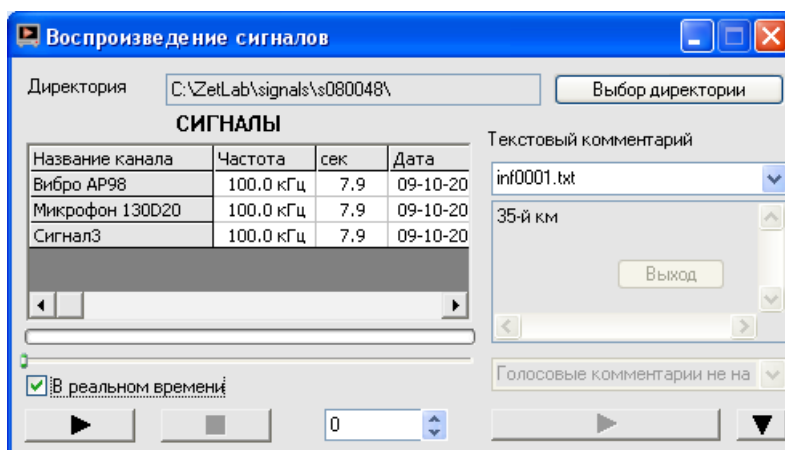 Воспроизведение сигналов
Директория C:\ZetLab\signals\s080048\ Выбор директории
СИГНАЛЫ
Текстовый комментарий
Название канала Частота сек Дата
Вибро АР98 100.0 кГц 7.9 09-10-20
Микрофон 130D20 100.0 кГц 7.9 09-10-20
Сигнал3 100.0 кГц 7.9 09-10-20
inf0001.txt
35-й км
Выход
Голосовые комментарии не на
В реальном времени
0